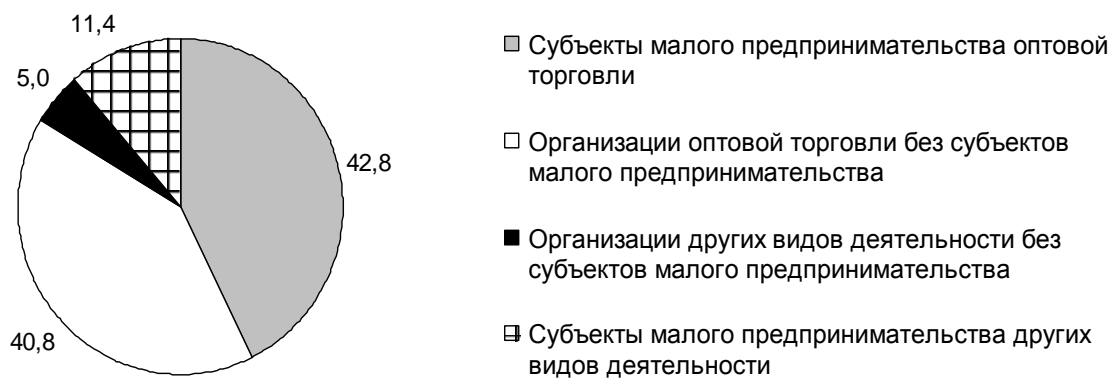 11,4
5,0
42,8
40,8
Субъекты малого предпринимательства оптовой
торговли
Организации оптовой торговли без субъектов
малого предпринимательства
Организации других видов деятельности без
субъектов малого предпринимательства
Субъекты малого предпринимательства других
видов деятельности